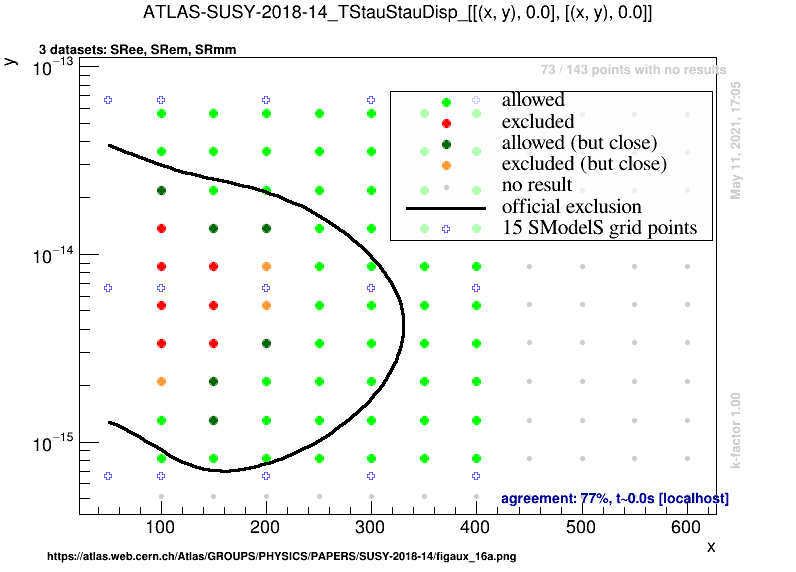 ATLAS-SUSY-2018-14_TStauStauDisp_[[(x, y), 0.0], [(x, y), 0.0]]
3 datasets: SRee, SRem, SRmm
y
73 / 143 points with no results
10⁻¹³
allowed
excluded
allowed (but close)
excluded (but close)
no result
official exclusion
15 SModelS grid points
May 11, 2021, 17:05
10⁻¹⁴
k-factor 1.00
10⁻¹⁵
agreement: 77%, t~0.0s [localhost]
100 200 300 400 500 600
x
https://atlas.web.cern.ch/Atlas/GROUPS/PHYSICS/PAPERS/SUSY-2018-14/figaux_16a.png